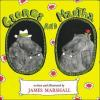 GEORGE AND MARTHA
written and illustrated by
JAMES MARSHALL